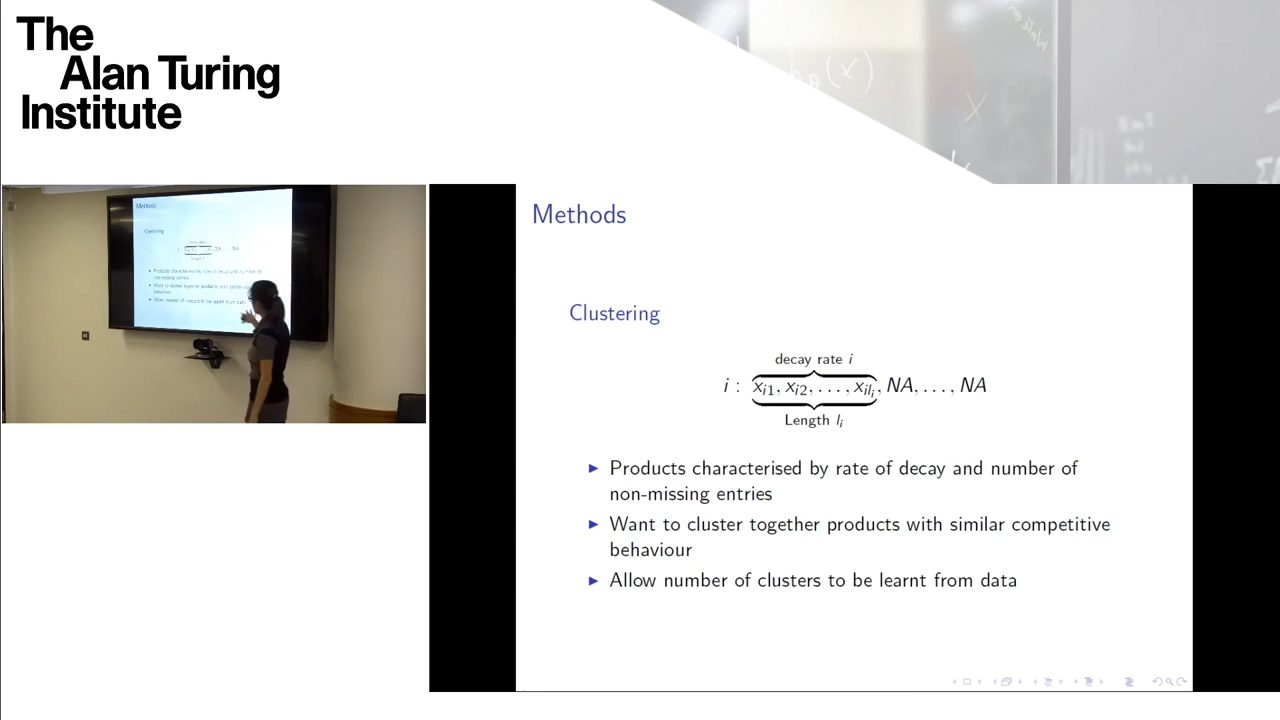 The
Alan Turing
Institute
Methods
Clustering
decay rate i
i : x_{i1}, x_{i2}, . . . , x_{il_i}, NA, . . . , NA
Length l_i
▶ Products characterised by rate of decay and number of
non-missing entries
▶ Want to cluster together products with similar competitive
behaviour
▶ Allow number of clusters to be learnt from data